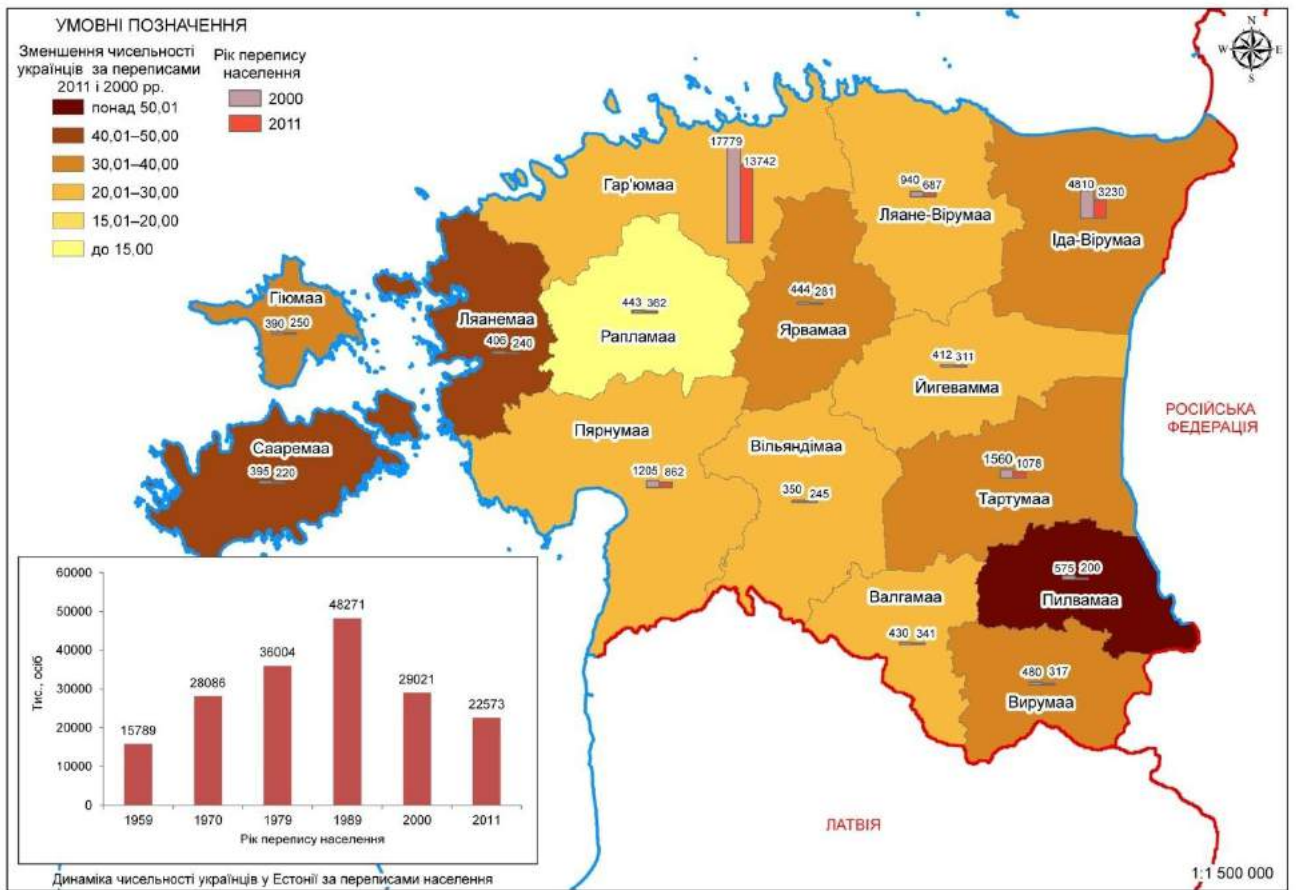 УМОВНІ ПОЗНАЧЕННЯ
Зменшення чисельності
українців за переписами
2011 і 2000 рр.
понад 50,01
40,01–50,00
30,01–40,00
20,01–30,00
15,01–20,00
до 15,00
Рік перепису
населення
2000
2011
N
W E
S
17779
13742
Гар'юмаа
940 687
Ляане-Вірумаа
4810
3230
Іда-Вірумаа
Гіюмаа
390 250
Ляанемаа
406 240
443 362
Рапламаа
444 281
Ярвамаа
412 311
Йигевамма
РОСІЙСЬКА
ФЕДЕРАЦІЯ
Сааремаа
395 220
Пярнумаа
1205 862
Вільяндімаа
350 245
1560 1078
Тартумаа
575 200
Пилвамаа
Валгамаа
430 341
480 317
Вирумаа
ЛАТВІЯ
1:1 500 000
Тис., осіб
60000
50000
40000
30000
20000
10000
0
15789
28086
36004
48271
29021
22573
1959 1970 1979 1989 2000 2011
Рік перепису населення
Динаміка чисельності українців у Естонії за переписами населення